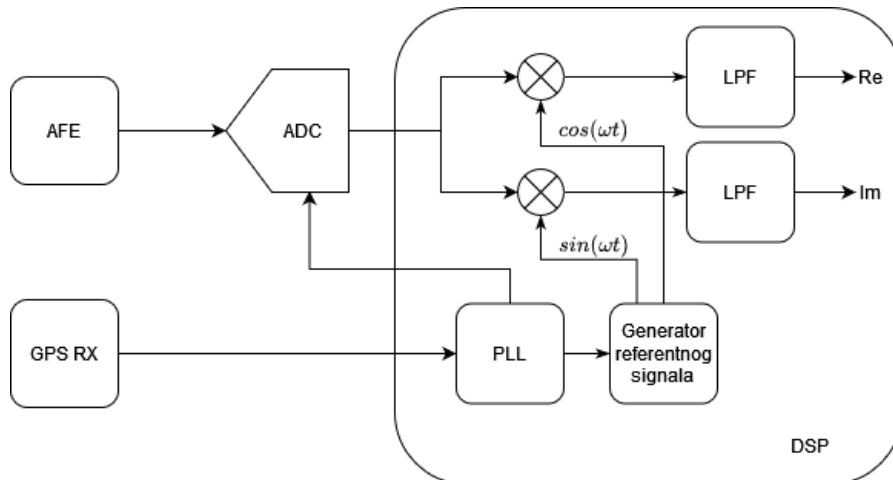 AFE
ADC
LPF
Re
cos(ωt)
LPF
Im
sin(ωt)
GPS RX
PLL
Generator
referentnog
signala
DSP